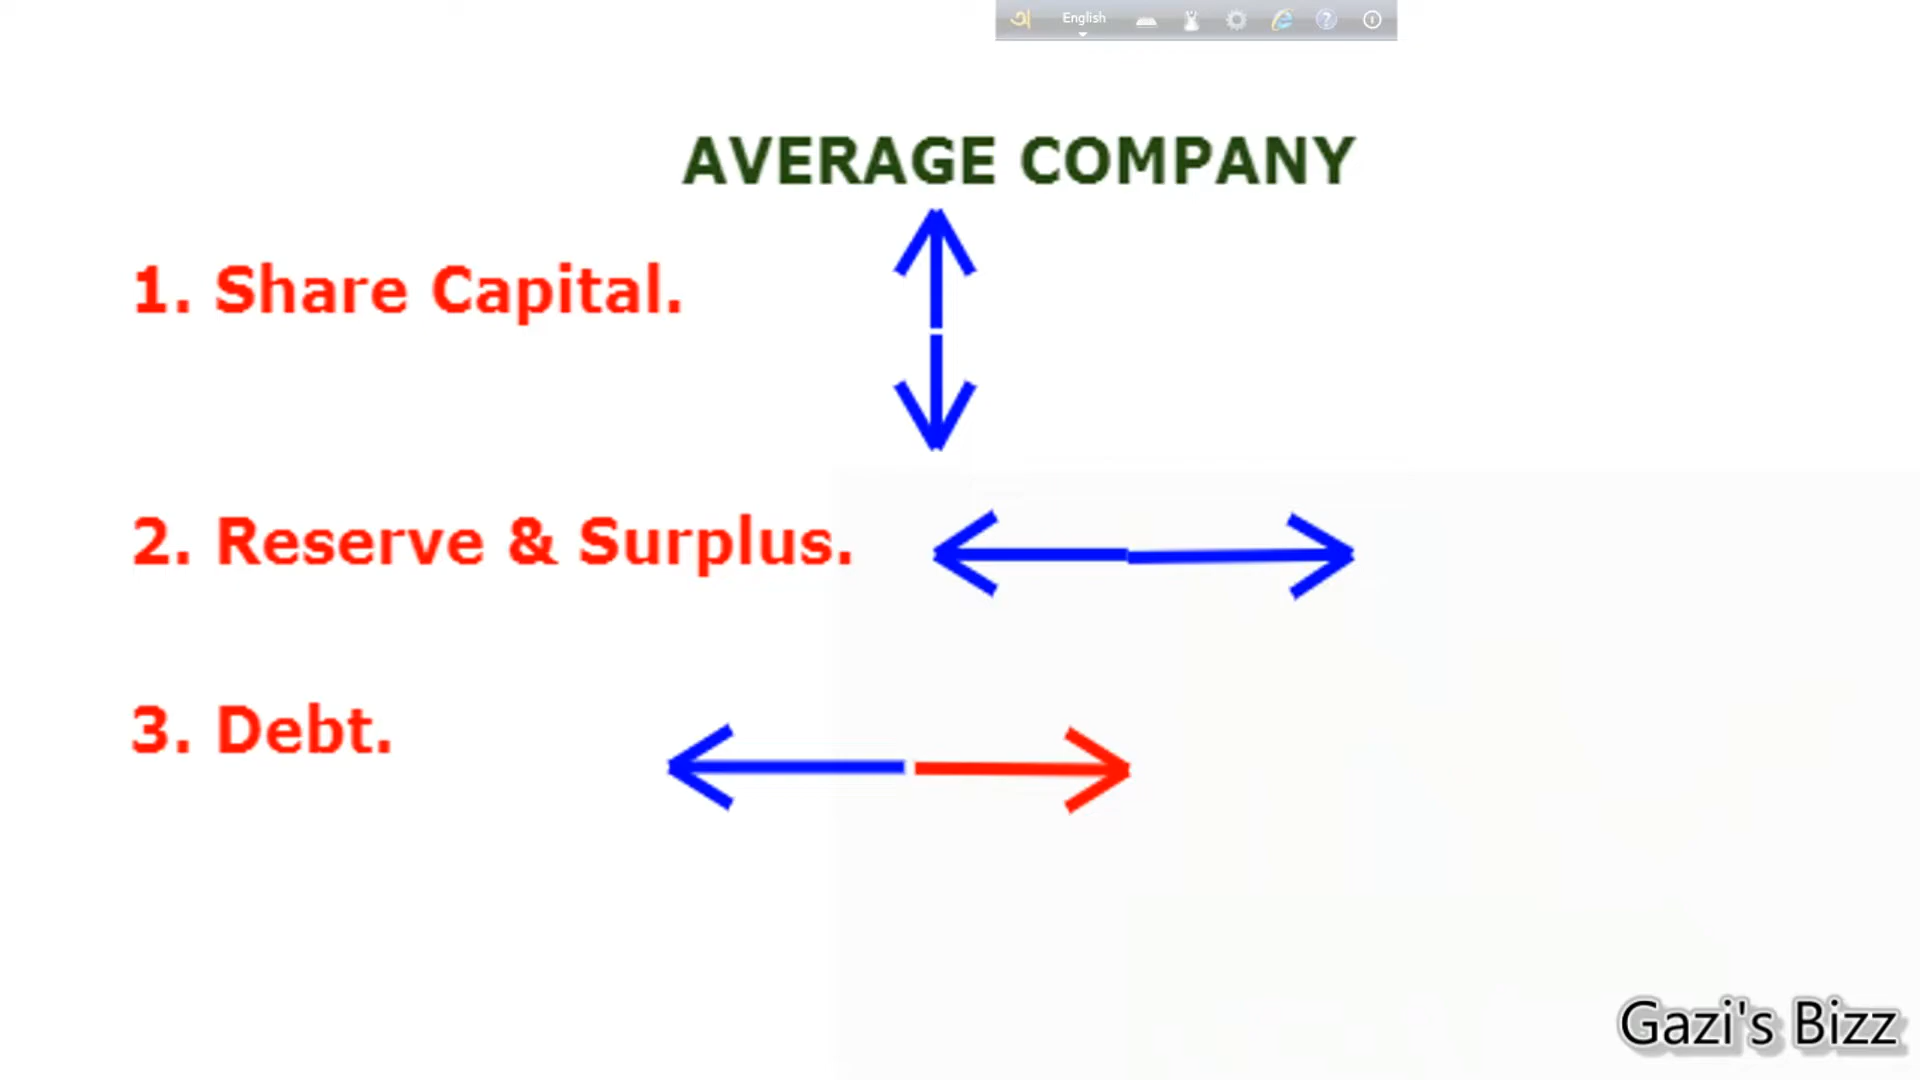 অ English
AVERAGE COMPANY
1. Share Capital.
2. Reserve & Surplus.
3. Debt.
Gazi's Bizz